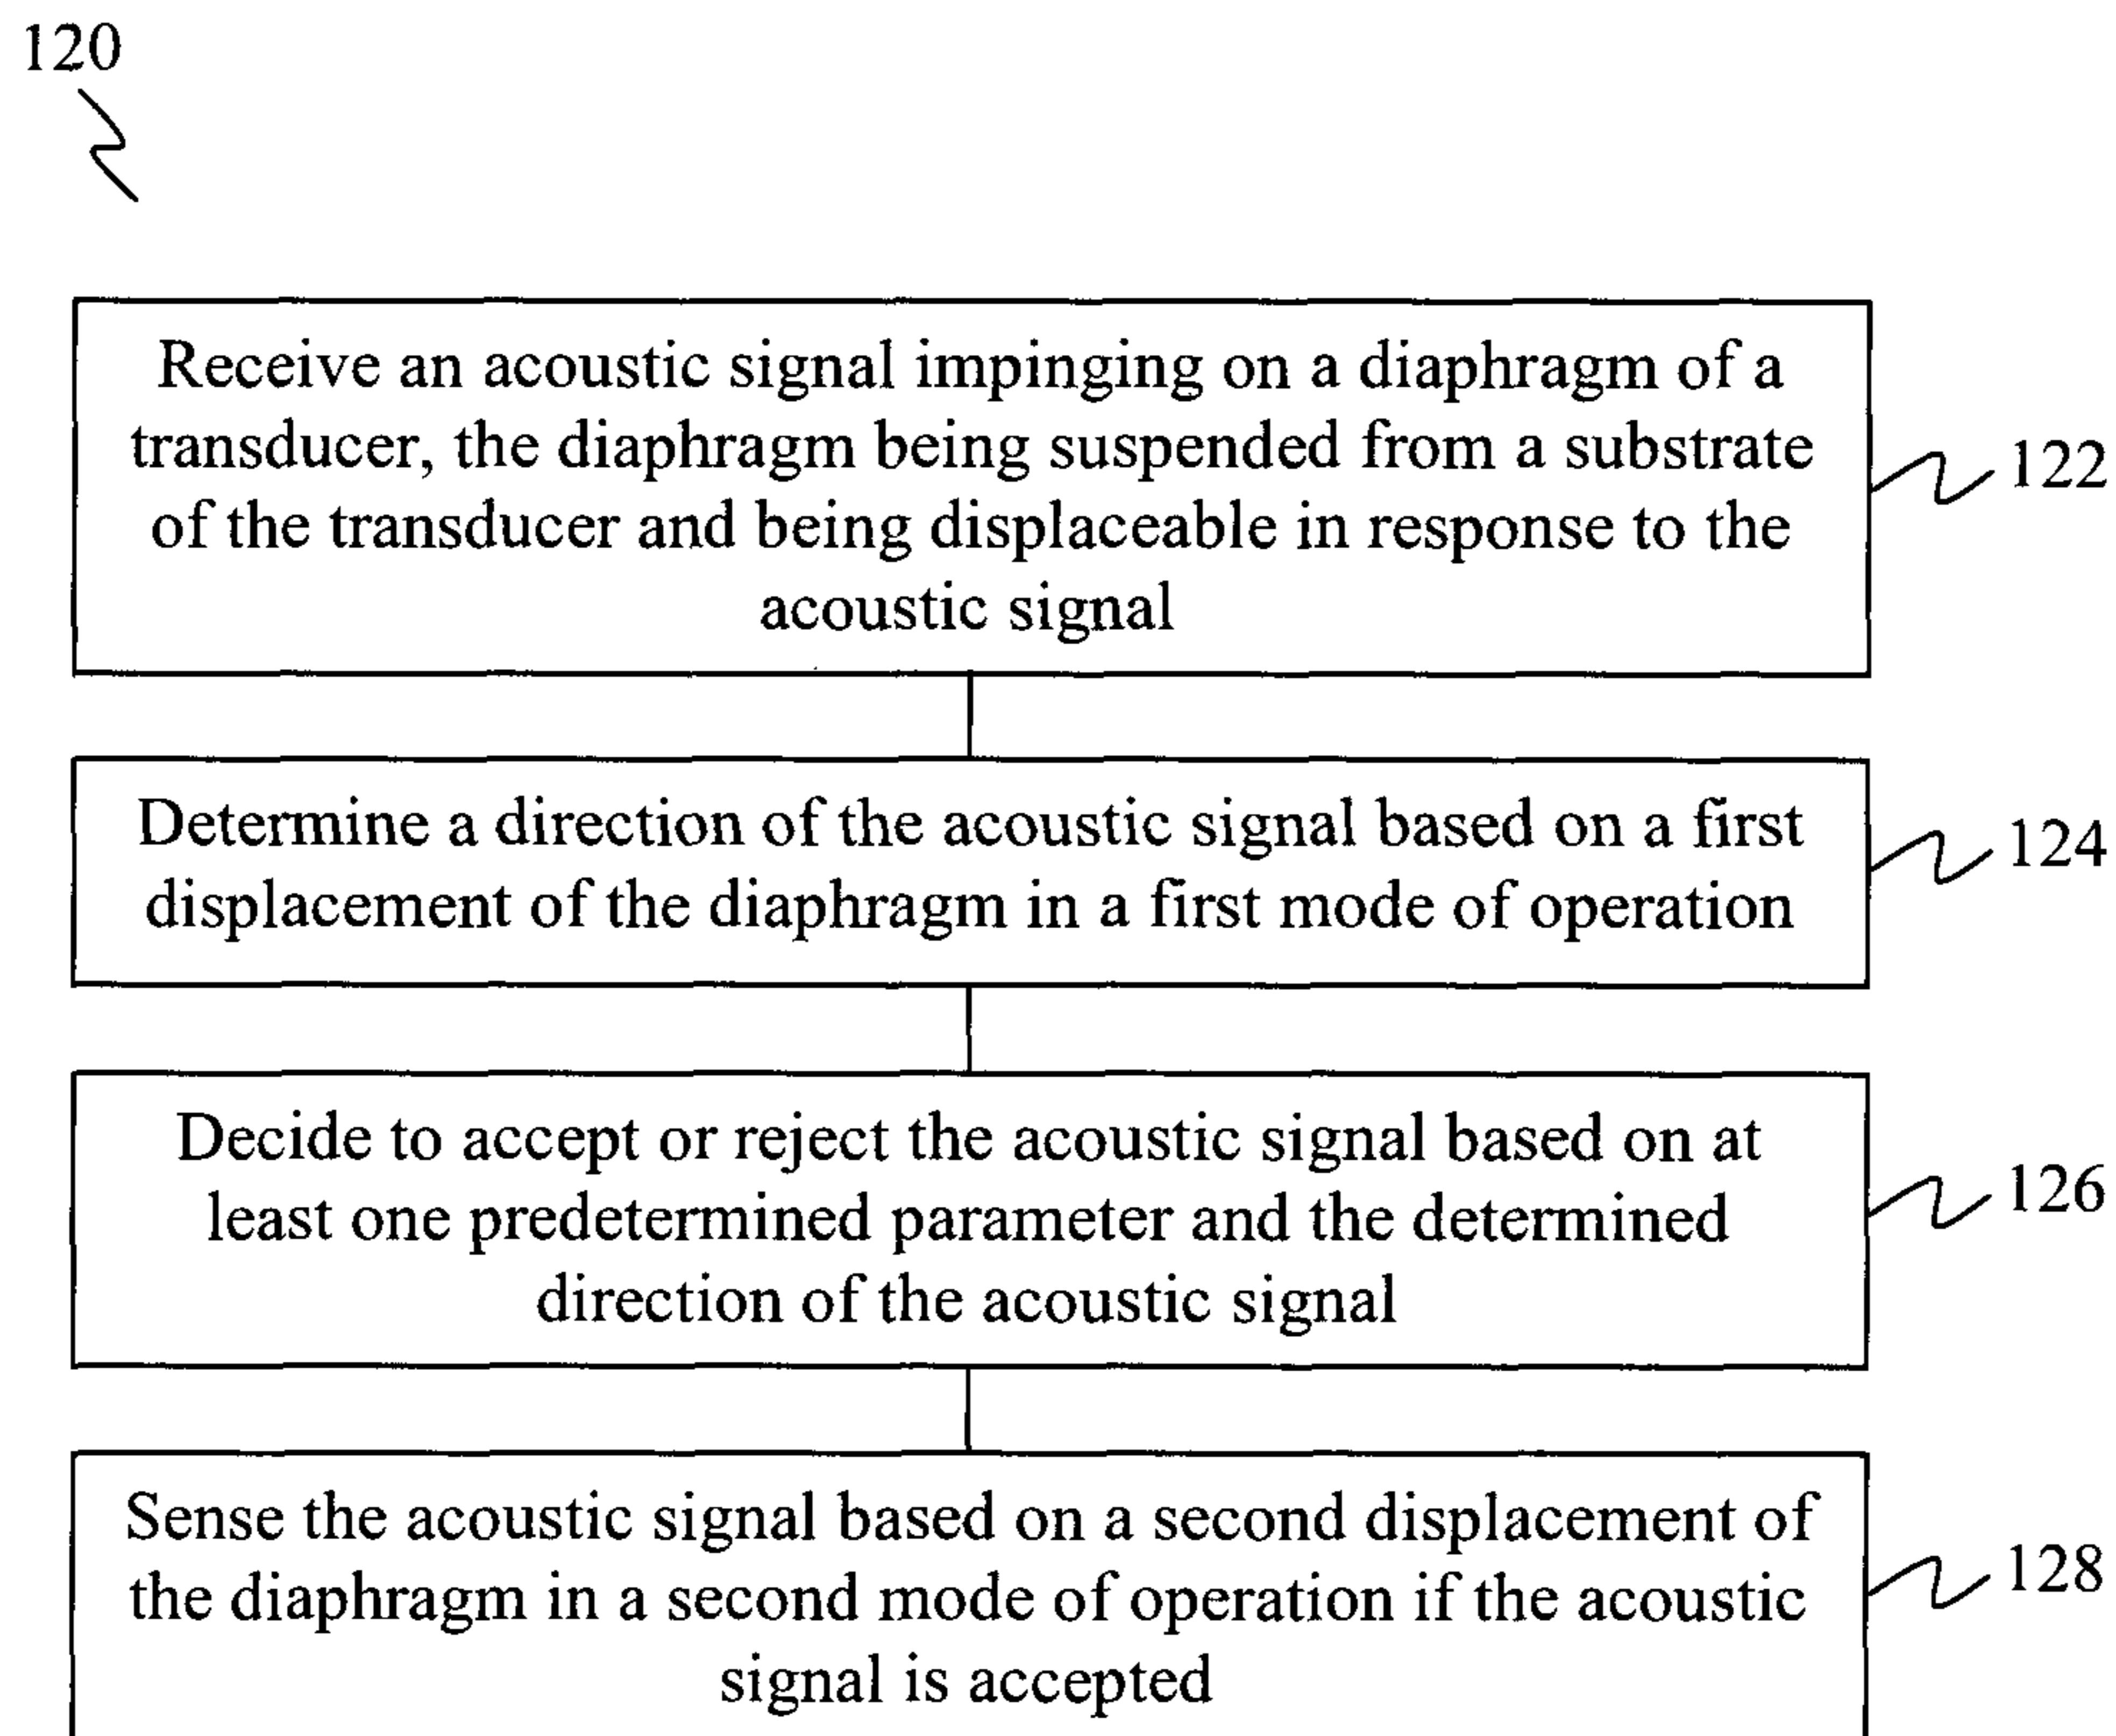 120
Receive an acoustic signal impinging on a diaphragm of a
transducer, the diaphragm being suspended from a substrate
of the transducer and being displaceable in response to the
acoustic signal
122
Determine a direction of the acoustic signal based on a first
displacement of the diaphragm in a first mode of operation
124
Decide to accept or reject the acoustic signal based on at
least one predetermined parameter and the determined
direction of the acoustic signal
126
Sense the acoustic signal based on a second displacement of
the diaphragm in a second mode of operation if the acoustic
signal is accepted
128